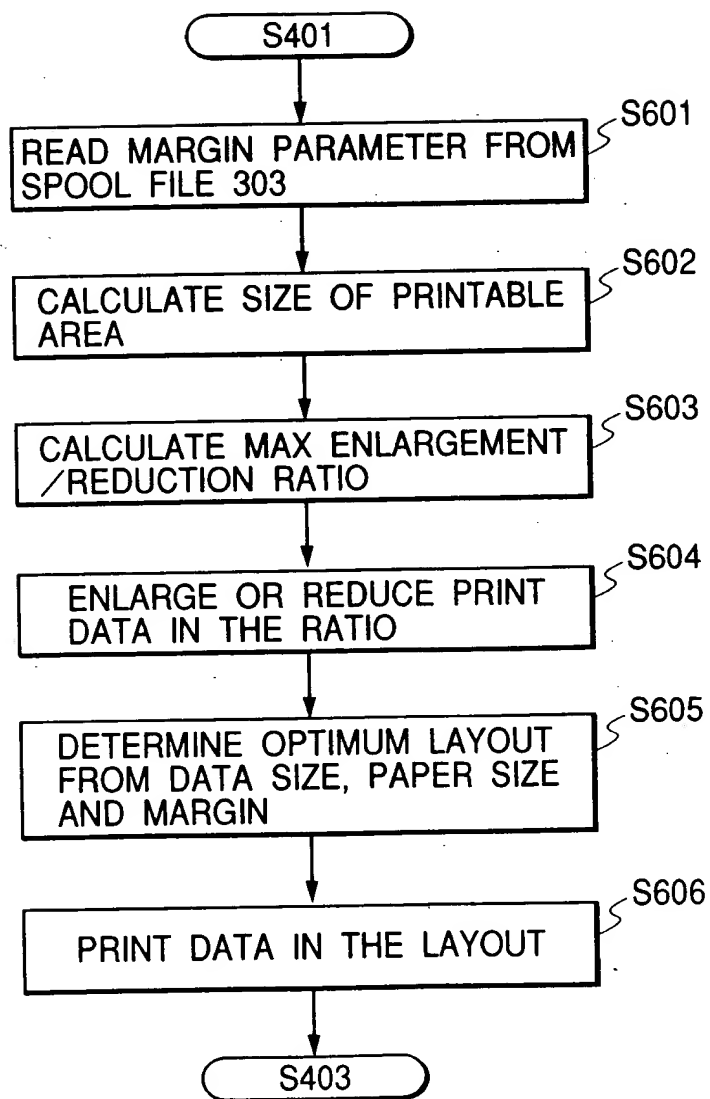 S401
S601
READ MARGIN PARAMETER FROM
SPOOL FILE 303
S602
CALCULATE SIZE OF PRINTABLE
AREA
S603
CALCULATE MAX ENLARGEMENT
/REDUCTION RATIO
S604
ENLARGE OR REDUCE PRINT
DATA IN THE RATIO
S605
DETERMINE OPTIMUM LAYOUT
FROM DATA SIZE, PAPER SIZE
AND MARGIN
S606
PRINT DATA IN THE LAYOUT
S403